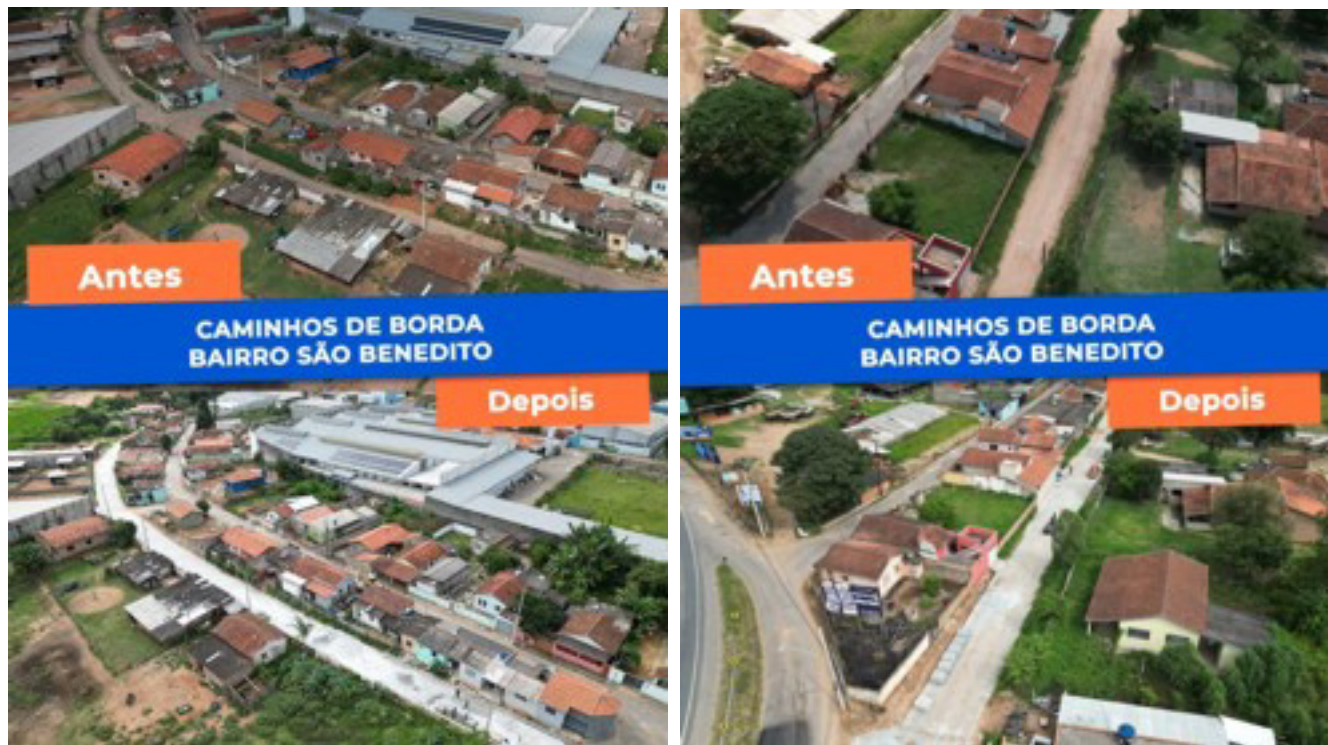 Antes
CAMINHOS DE BORDA
BAIRRO SÃO BENEDITO
Depois
Antes
CAMINHOS DE BORDA
BAIRRO SÃO BENEDITO
Depois